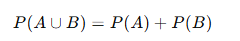 P(A ∪ B) = P(A) + P(B)